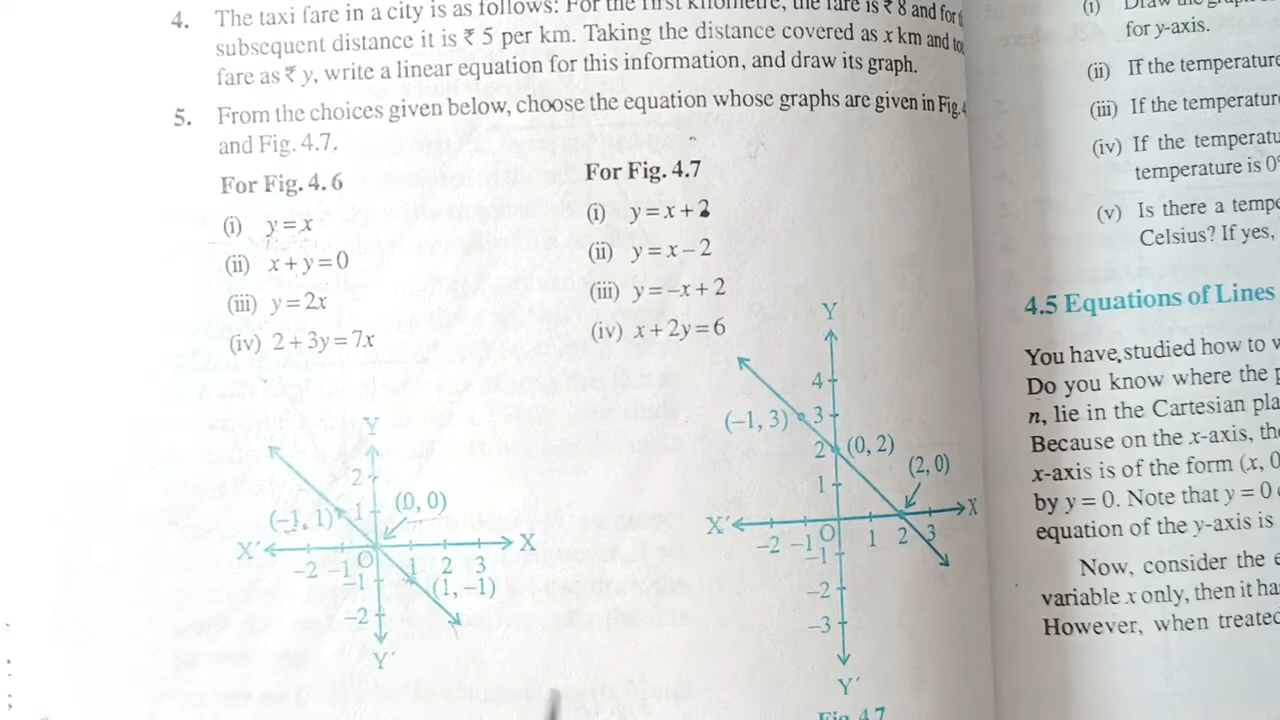 4. The taxi fare in a city is as follows: For the first kilometre, the fare is ₹ 8 and for
subsequent distance it is ₹ 5 per km. Taking the distance covered as x km and
fare as ₹ y, write a linear equation for this information, and draw its graph.
5. From the choices given below, choose the equation whose graphs are given in Fig.
and Fig. 4.7.
For Fig. 4. 6
(i) y = x
(ii) x + y = 0
(iii) y = 2x
(iv) 2 + 3y = 7x
For Fig. 4.7
(i) y = x + 2
(ii) y = x – 2
(iii) y = –x + 2
(iv) x + 2y = 6
Y
2
1
(–1, 1)
(0, 0)
X′
X
–2 –1 O 1 2 3
–1
(1, –1)
–2
Y′
Y
4
(–1, 3) 3
2 (0, 2)
(2, 0)
1
X′
X
–2 –1 O 1 2 3
–1
–2
–3
Y′
Fig 4.7
(i)
for y-axis.
(ii) If the temperature
(iii) If the
(iv) If the
temperature is 0°
(v) Is there a
Celsius? If yes,
4.5 Equations of Lines
You have studied how to
Do you know where the
n, lie in the Cartesian
Because on the x-axis,
x-axis is of the form (x, 0
by y = 0. Note that y = 0
equation of the y-axis is
Now, consider the
variable x only, then it
However, when